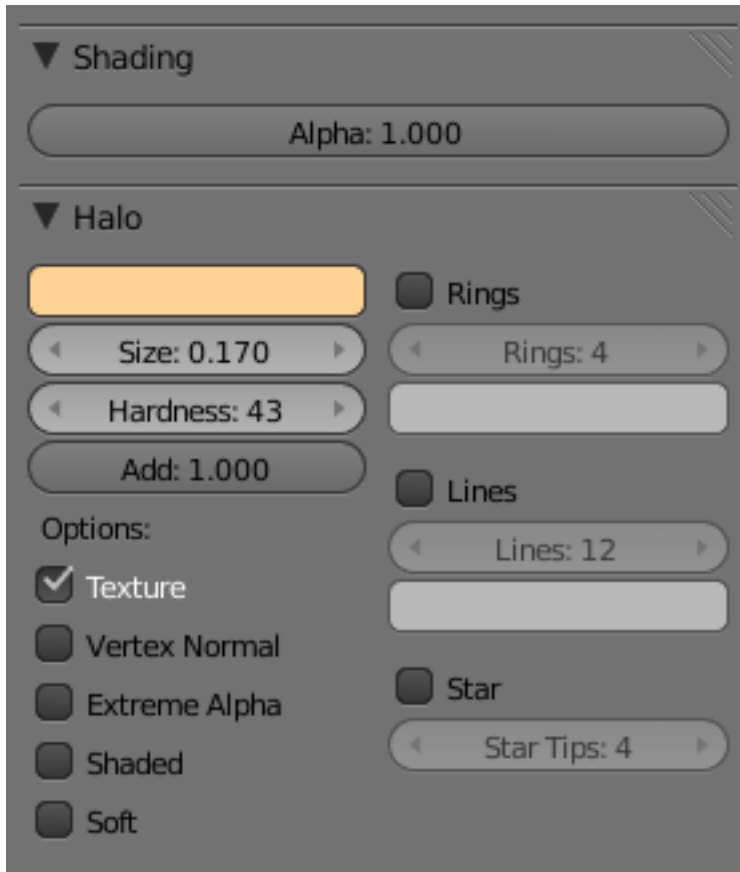 Shading
Alpha: 1.000
Halo
Size: 0.170
Hardness: 43
Add: 1.000
Options:
Texture
Vertex Normal
Extreme Alpha
Shaded
Soft
Rings
Rings: 4
Lines
Lines: 12
Star
Star Tips: 4